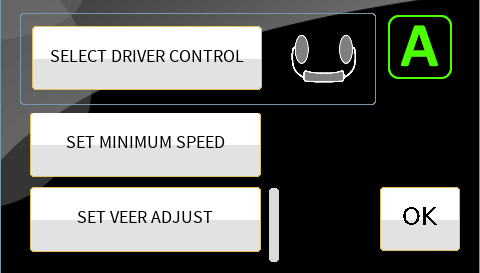 SELECT DRIVER CONTROL
A
SET MINIMUM SPEED
SET VEER ADJUST
OK